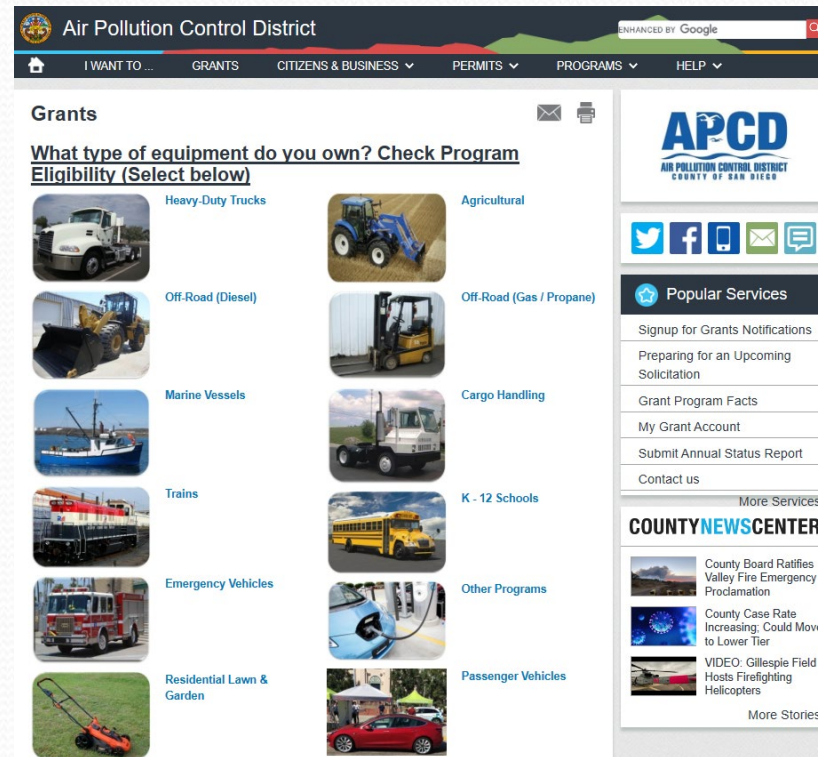 Air Pollution Control District
ENHANCED BY Google
I WANT TO ...
GRANTS
CITIZENS & BUSINESS
PERMITS
PROGRAMS
HELP
Grants
What type of equipment do you own? Check Program
Eligibility (Select below)
Heavy-Duty Trucks
Agricultural
Off-Road (Diesel)
Off-Road (Gas / Propane)
Marine Vessels
Cargo Handling
Trains
K - 12 Schools
Emergency Vehicles
Other Programs
Residential Lawn &
Garden
Passenger Vehicles
APCD
AIR POLLUTION CONTROL DISTRICT
COUNTY OF SAN DIEGO
Popular Services
Signup for Grants Notifications
Preparing for an Upcoming
Solicitation
Grant Program Facts
My Grant Account
Submit Annual Status Report
Contact us
More Services
COUNTYNEWSCENTER
County Board Ratifies
Valley Fire Emergency
Proclamation
County Case Rate
Increasing; Could Move
to Lower Tier
VIDEO: Gillespie Field
Hosts Firefighting
Helicopters
More Stories